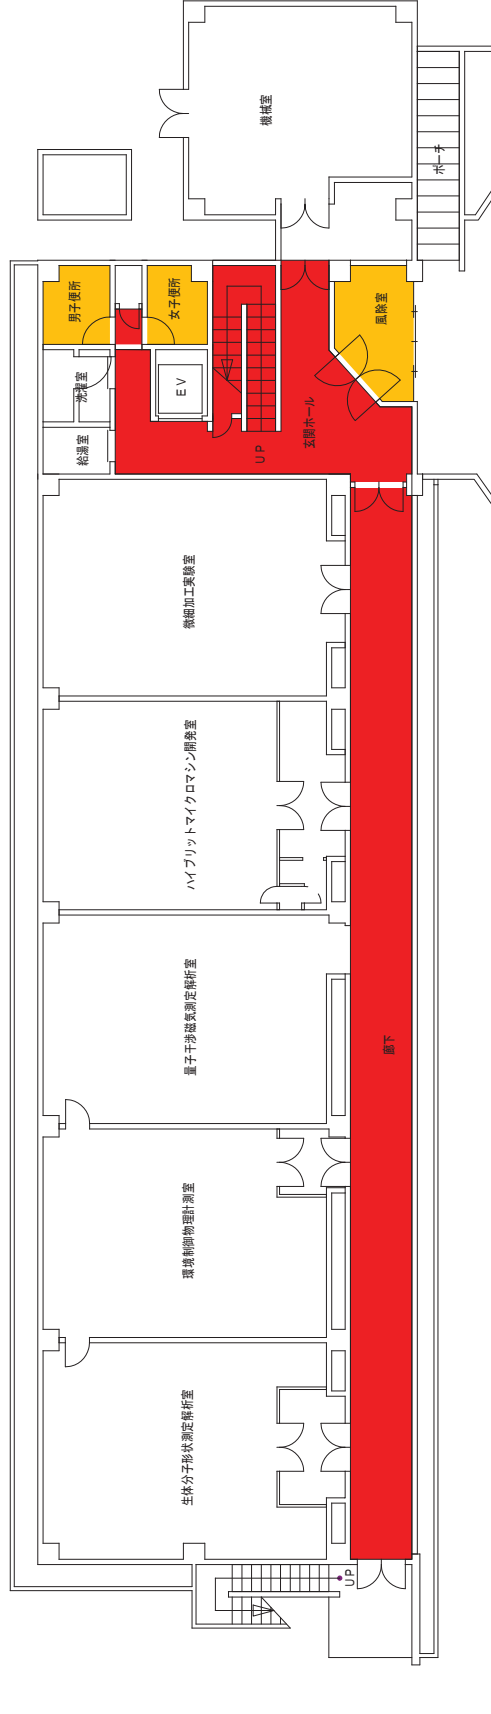 機械室
ポーチ
男子便所
女子便所
風除室
洗濯室
EV
給湯室
UP
玄関ホール
微細加工実験室
ハイブリットマイクロマシン開発室
量子干渉磁気測定解析室
廊下
環境制御物理計測室
生体分子形状測定解析室
UP